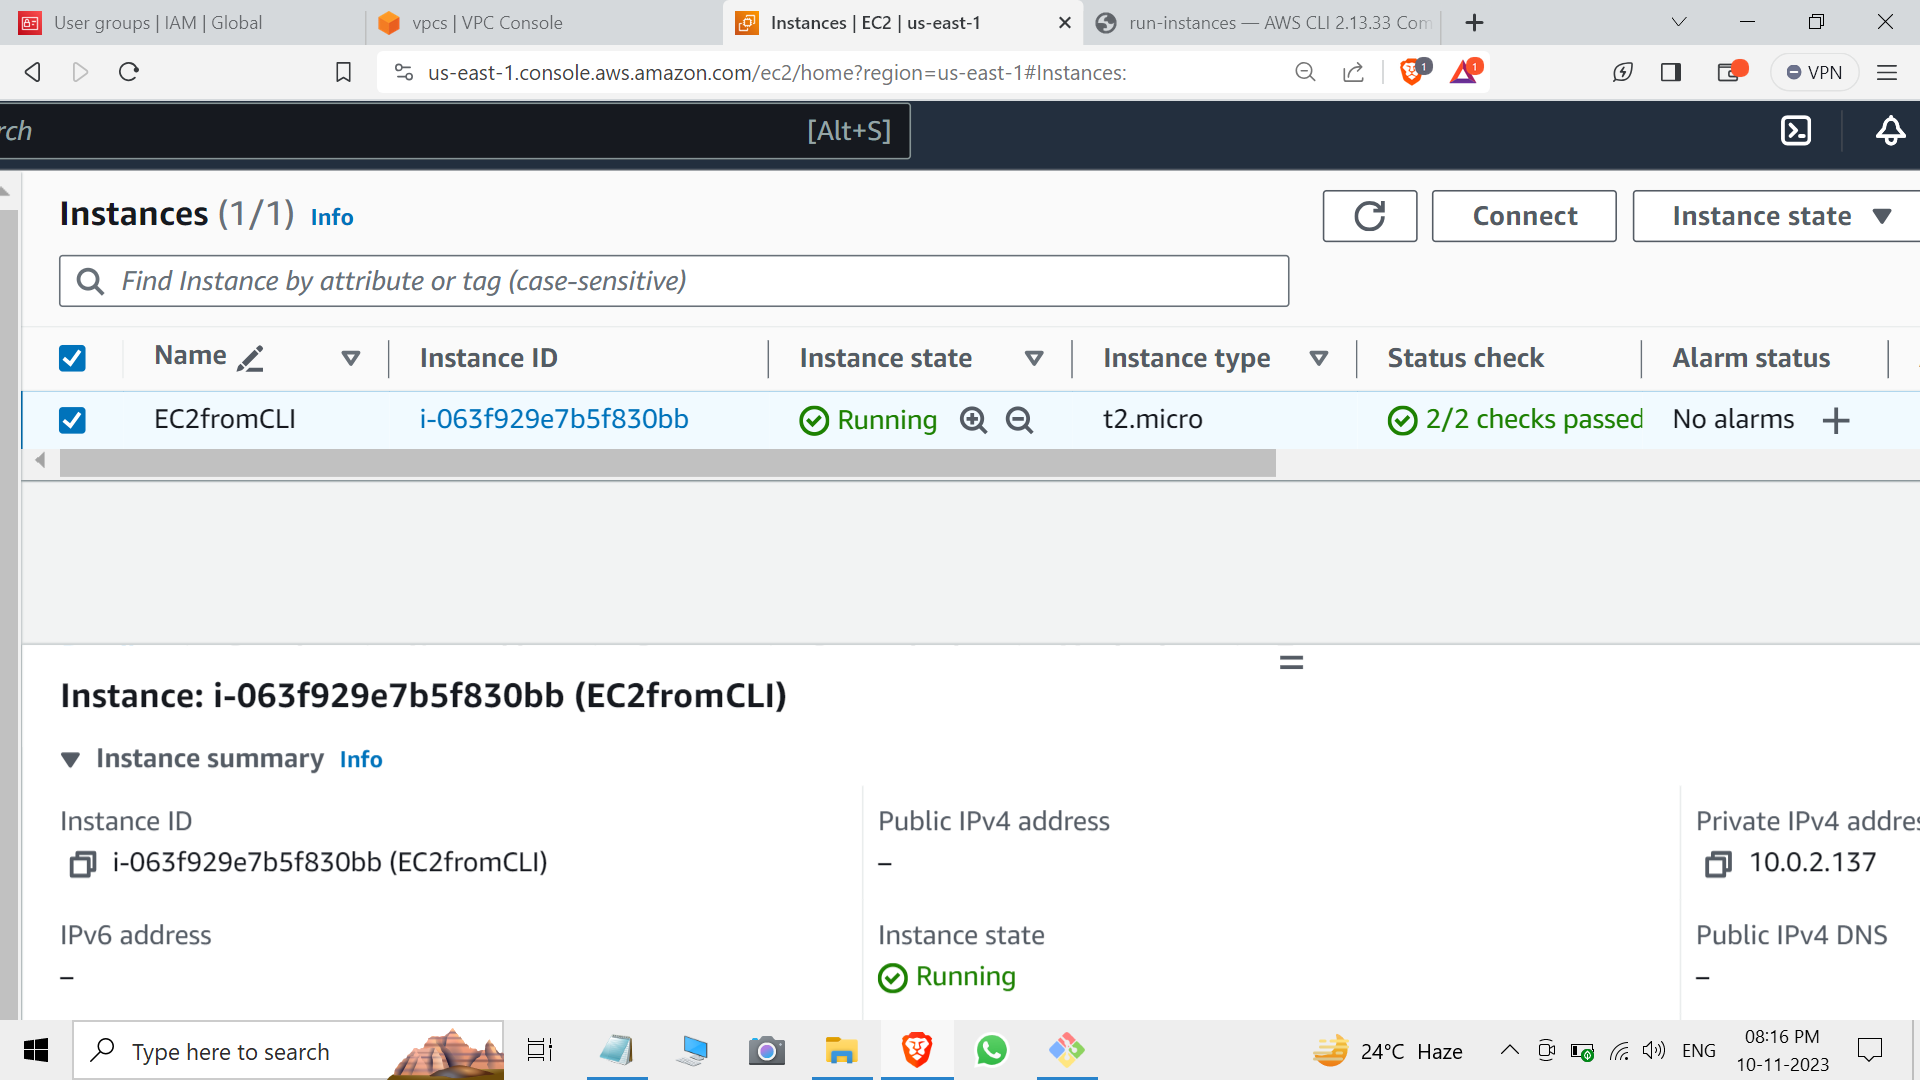 User groups | IAM | Global
vpcs | VPC Console
Instances | EC2 | us-east-1
run-instances — AWS CLI 2.13.33 Com
us-east-1.console.aws.amazon.com/ec2/home?region=us-east-1#Instances:
1
1
VPN
rch
[Alt+S]
Instances (1/1) Info
Connect
Instance state
Find Instance by attribute or tag (case-sensitive)
Name
Instance ID
Instance state
Instance type
Status check
Alarm status
EC2fromCLI
i-063f929e7b5f830bb
Running
t2.micro
2/2 checks passed
No alarms
Instance: i-063f929e7b5f830bb (EC2fromCLI)
Instance summary Info
Instance ID
i-063f929e7b5f830bb (EC2fromCLI)
Public IPv4 address
–
Private IPv4 addres
10.0.2.137
IPv6 address
–
Instance state
Running
Public IPv4 DNS
–
Type here to search
24°C Haze
ENG
08:16 PM
10-11-2023